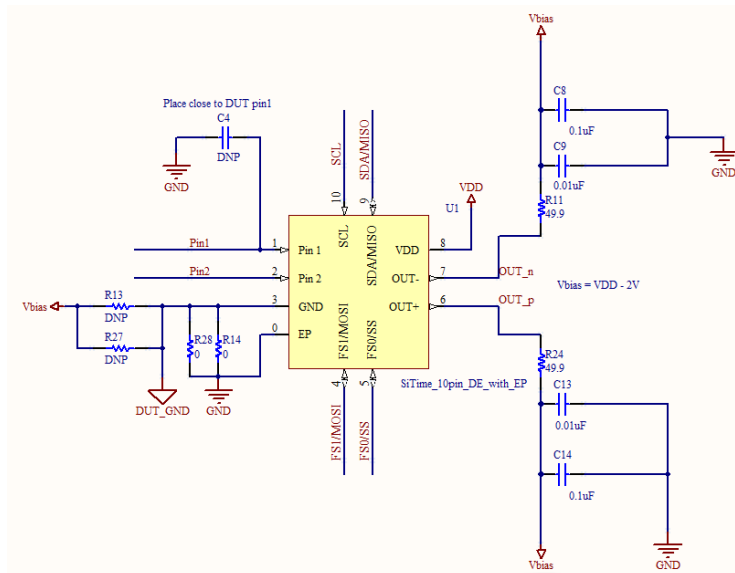 Vbias
C8
0.1uF
C9
0.01uF
GND
R11
49.9
Place close to DUT pin1
C4
DNP
GND
SCL
SDA/MISO
10
9
VDD
U1
Pin1
1
Pin 1
SCL
SDA/MISO
VDD
8
Pin2
2
Pin 2
OUT-
7
OUT_n
Vbias = VDD - 2V
Vbias
R13
DNP
3
GND
OUT+
6
OUT_p
R27
DNP
0
EP
FS1/MOSI
FS0/SS
R28
0
R14
0
DUT_GND
GND
4
5
FS1/MOSI
FS0/SS
SiTime_10pin_DE_with_EP
R24
49.9
C13
0.01uF
C14
0.1uF
Vbias
GND